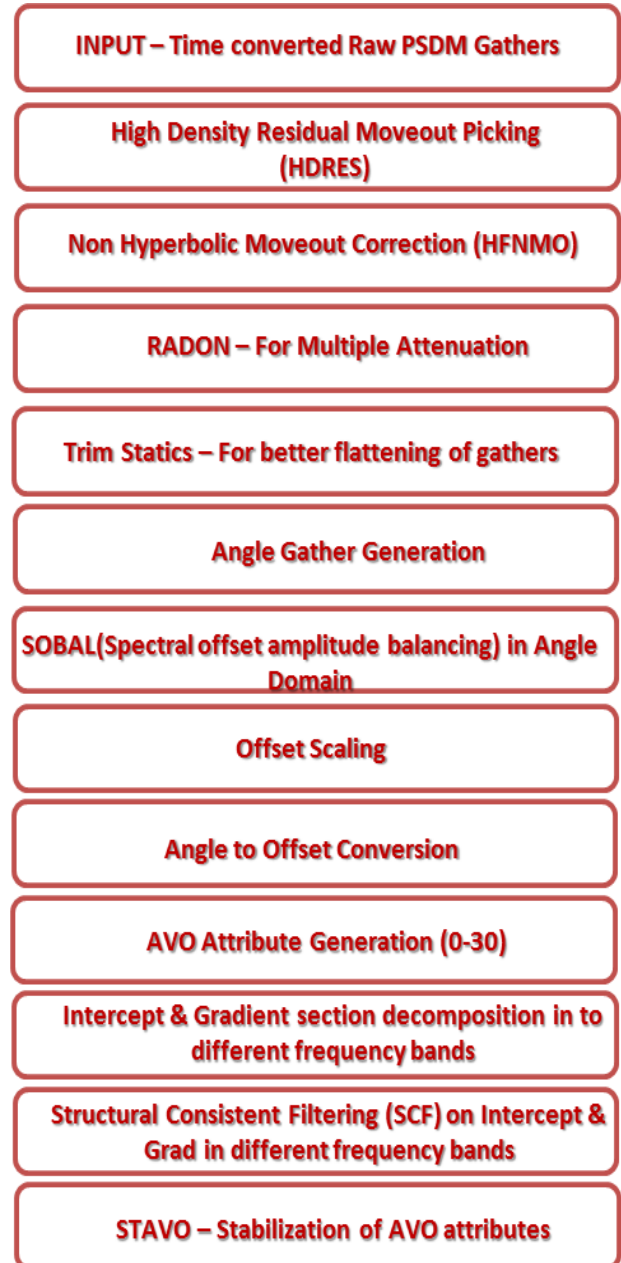 INPUT – Time converted Raw PSDM Gathers
High Density Residual Moveout Picking
(HDRES)
Non Hyperbolic Moveout Correction (HFNMO)
RADON – For Multiple Attenuation
Trim Statics – For better flattening of gathers
Angle Gather Generation
SOBAL(Spectral offset amplitude balancing) in Angle
Domain
Offset Scaling
Angle to Offset Conversion
AVO Attribute Generation (0-30)
Intercept & Gradient section decomposition in to
different frequency bands
Structural Consistent Filtering (SCF) on Intercept &
Grad in different frequency bands
STAVO – Stabilization of AVO attributes